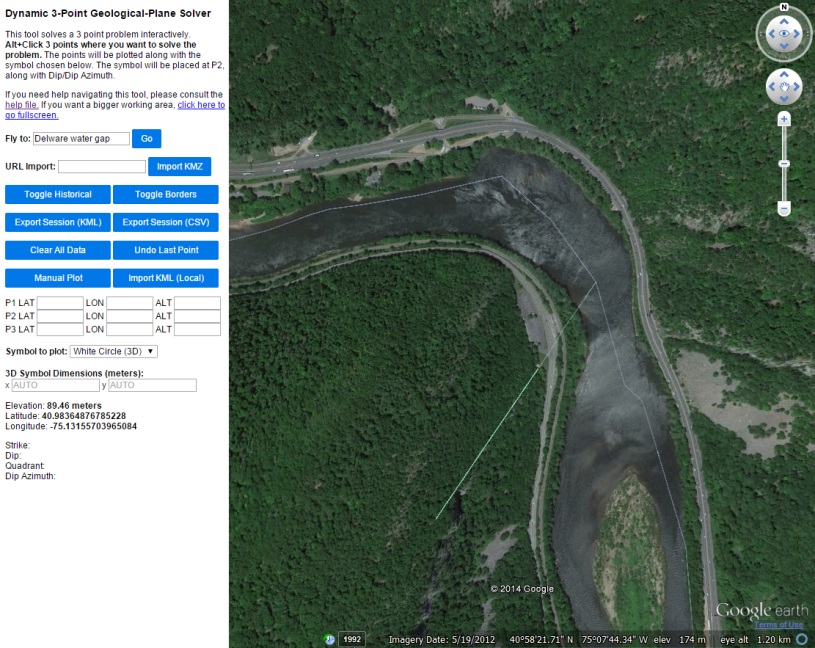 Dynamic 3-Point Geological-Plane Solver
This tool solves a 3 point problem interactively.
Alt+Click 3 points where you want to solve the
problem. The points will be plotted along with the
symbol chosen below. The symbol will be placed at P2,
along with Dip/Dip Azimuth.
If you need help navigating this tool, please consult the
help file. If you want a bigger working area, click here to
go fullscreen.
Fly to: Delware water gap Go
URL Import: Import KMZ
Toggle Historical Toggle Borders
Export Session (KML) Export Session (CSV)
Clear All Data Undo Last Point
Manual Plot Import KML (Local)
P1 LAT LON ALT
P2 LAT LON ALT
P3 LAT LON ALT
Symbol to plot: White Circle (3D)
3D Symbol Dimensions (meters):
x AUTO y AUTO
Elevation: 89.46 meters
Latitude: 40.98364876785228
Longitude: -75.13155703965084
Strike:
Dip:
Quadrant:
Dip Azimuth:
N
© 2014 Google
Google earth
Terms of Use
1992 Imagery Date: 5/19/2012 40°58'21.71" N 75°07'44.34" W elev 174 m eye alt 1.20 km